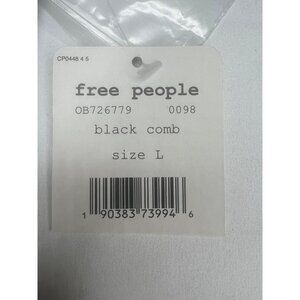 CP0448 4 5
free people
OB726779 0098
black comb
size L
1 90383 73994 6